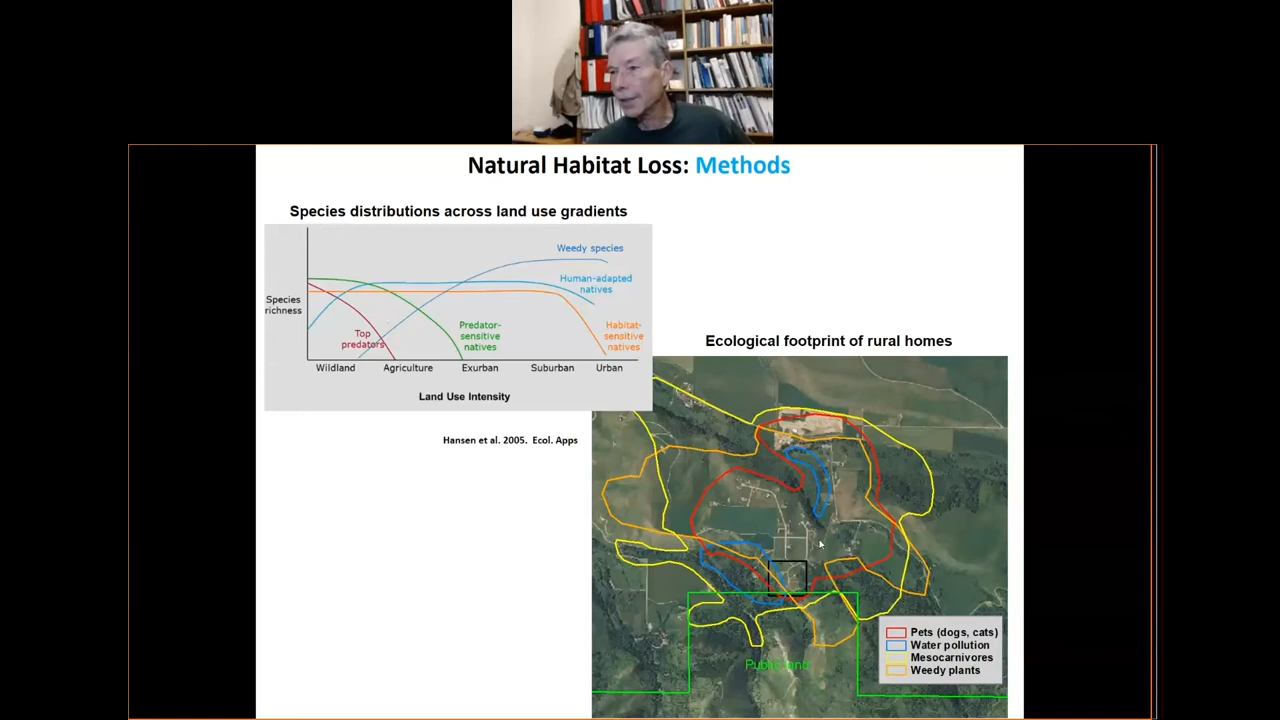 Natural Habitat Loss: Methods
Species distributions across land use gradients
Weedy species
Human-adapted
natives
Species
richness
Top
predators
Predator-
sensitive
natives
Habitat-
sensitive
natives
Wildland
Agriculture
Exurban
Suburban
Urban
Land Use Intensity
Hansen et al. 2005. Ecol. Apps
Ecological footprint of rural homes
Public land
Pets (dogs, cats)
Water pollution
Mesocarnivores
Weedy plants